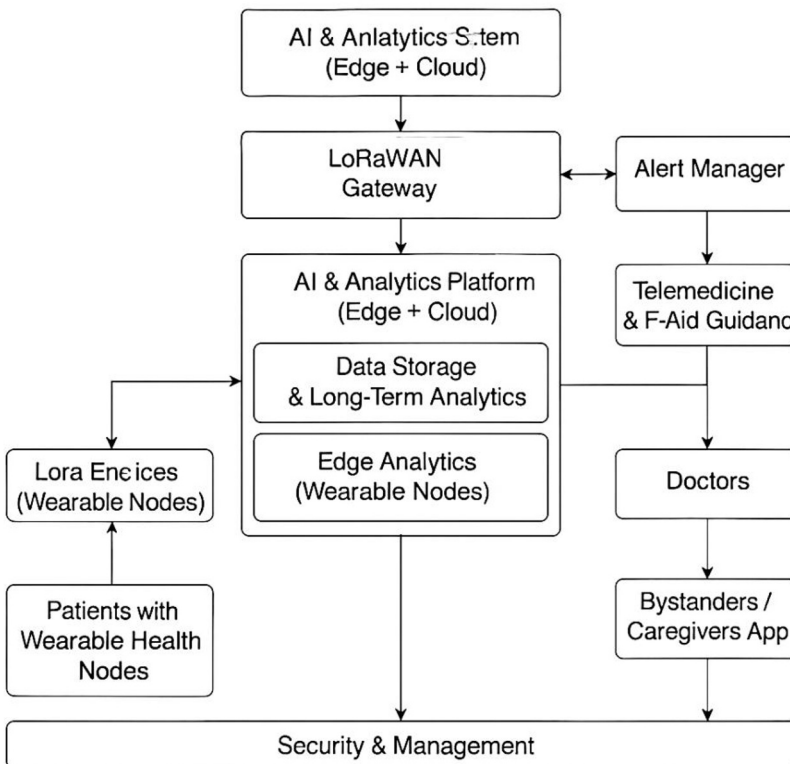 AI & Anlatytics S.tem
(Edge + Cloud)
LoRaWAN
Gateway
Alert Manager
AI & Analytics Platform
(Edge + Cloud)
Telemedicine
& F-Aid Guidanc
Data Storage
& Long-Term Analytics
Lora
(Wearable Nodes)
Edge Analytics
(Wearable Nodes)
Doctors
Patients with
Wearable Health
Nodes
Bystanders /
Caregivers App
Security & Management